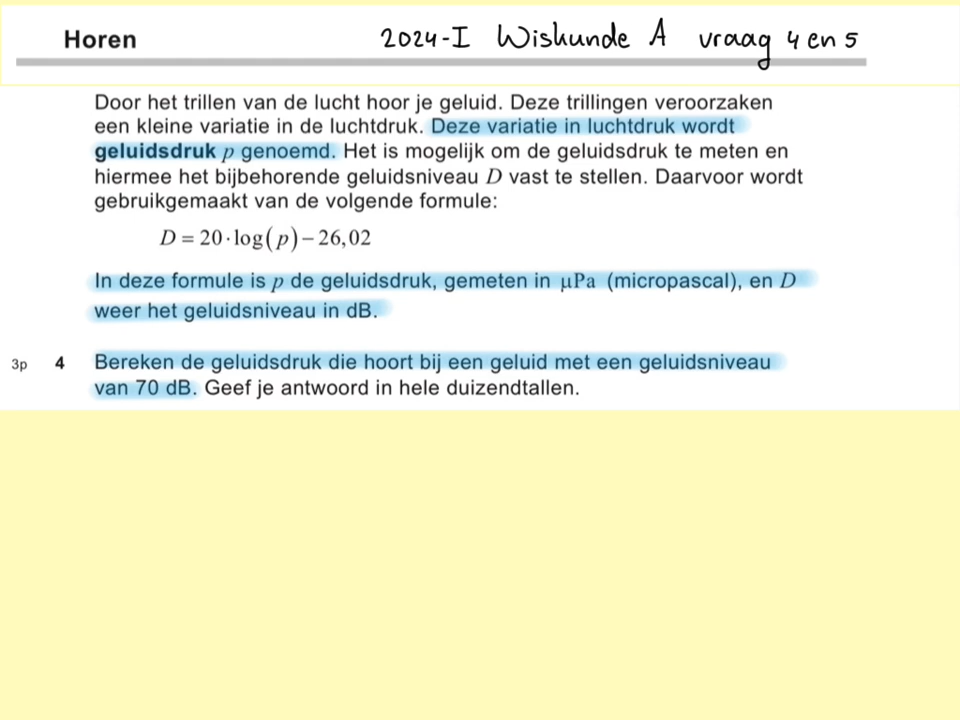 Horen
2024-I Wiskunde A vraag 4 en 5
Door het trillen van de lucht hoor je geluid. Deze trillingen veroorzaken
een kleine variatie in de luchtdruk. Deze variatie in luchtdruk wordt
geluidsdruk p genoemd. Het is mogelijk om de geluidsdruk te meten en
hiermee het bijbehorende geluidsniveau D vast te stellen. Daarvoor wordt
gebruikgemaakt van de volgende formule:
D = 20 · log(p) – 26,02
In deze formule is p de geluidsdruk, gemeten in μPa (micropascal), en D
weer het geluidsniveau in dB.
3p 4 Bereken de geluidsdruk die hoort bij een geluid met een geluidsniveau
van 70 dB. Geef je antwoord in hele duizendtallen.